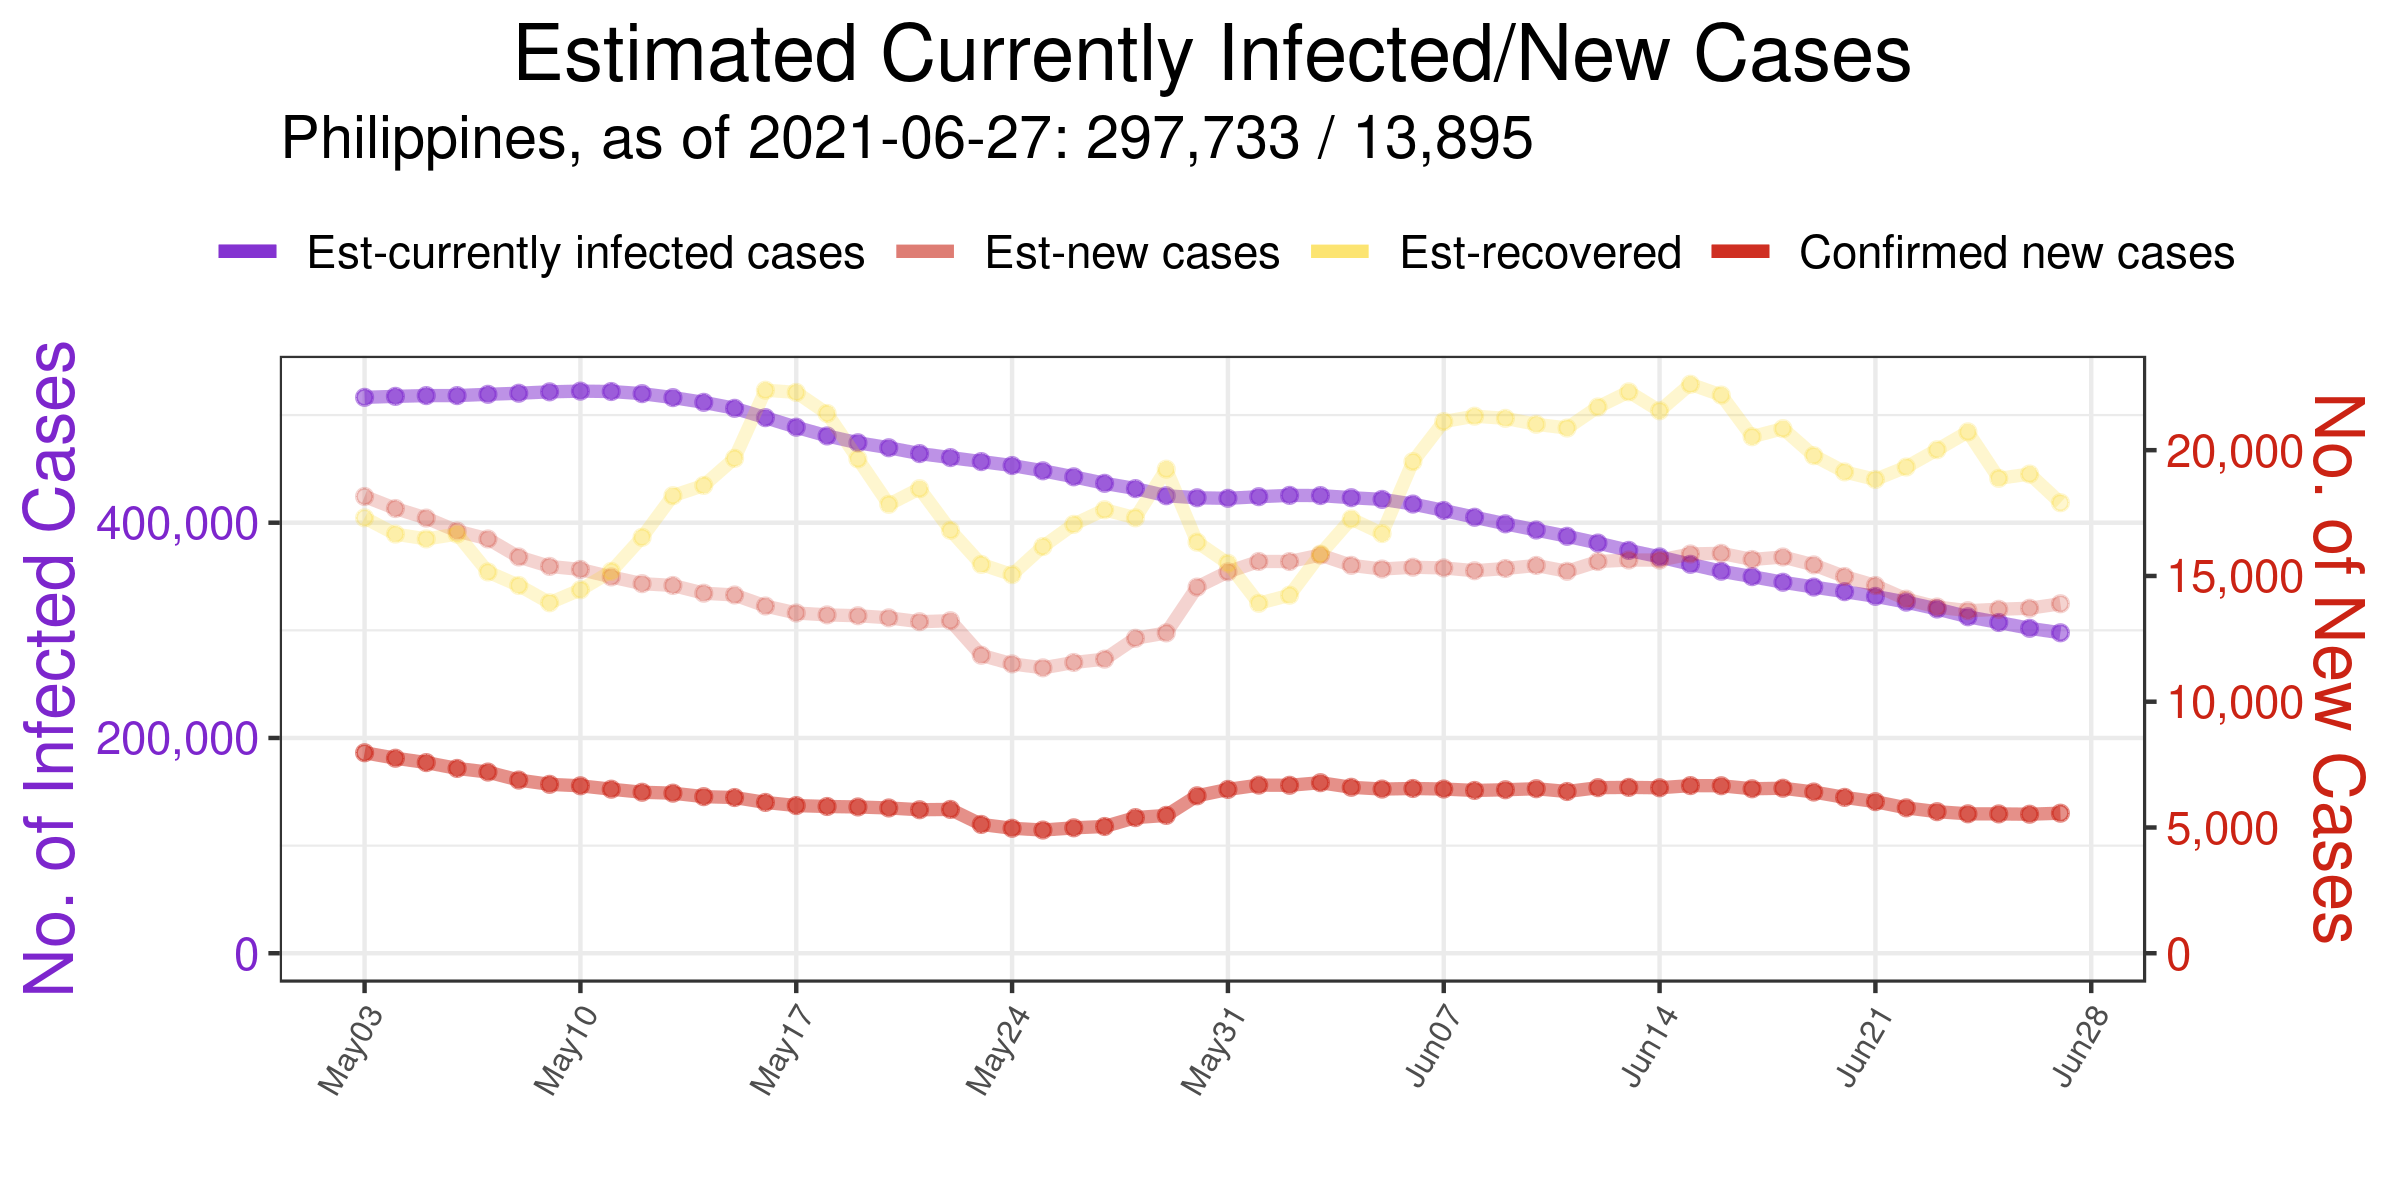 Estimated Currently Infected/New Cases
Philippines, as of 2021-06-27: 297,733 / 13,895
Est-currently infected cases Est-new cases Est-recovered Confirmed new cases
No. of Infected Cases
400,000
200,000
0
20,000
15,000
10,000
5,000
0
No. of New Cases
May03 May10 May17 May24 May31 Jun07 Jun14 Jun21 Jun28